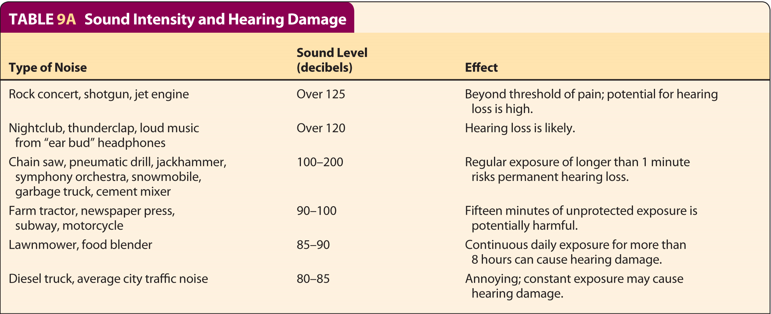 TABLE 9A Sound Intensity and Hearing Damage
Sound Level
Type of Noise (decibels) Effect
Rock concert, shotgun, jet engine Over 125 Beyond threshold of pain; potential for hearing
loss is high.
Nightclub, thunderclap, loud music Over 120 Hearing loss is likely.
from “ear bud” headphones
Chain saw, pneumatic drill, jackhammer, 100–200 Regular exposure of longer than 1 minute
symphony orchestra, snowmobile, risks permanent hearing loss.
garbage truck, cement mixer
Farm tractor, newspaper press, 90–100 Fifteen minutes of unprotected exposure is
subway, motorcycle potentially harmful.
Lawnmower, food blender 85–90 Continuous daily exposure for more than
8 hours can cause hearing damage.
Diesel truck, average city traffic noise 80–85 Annoying; constant exposure may cause
hearing damage.